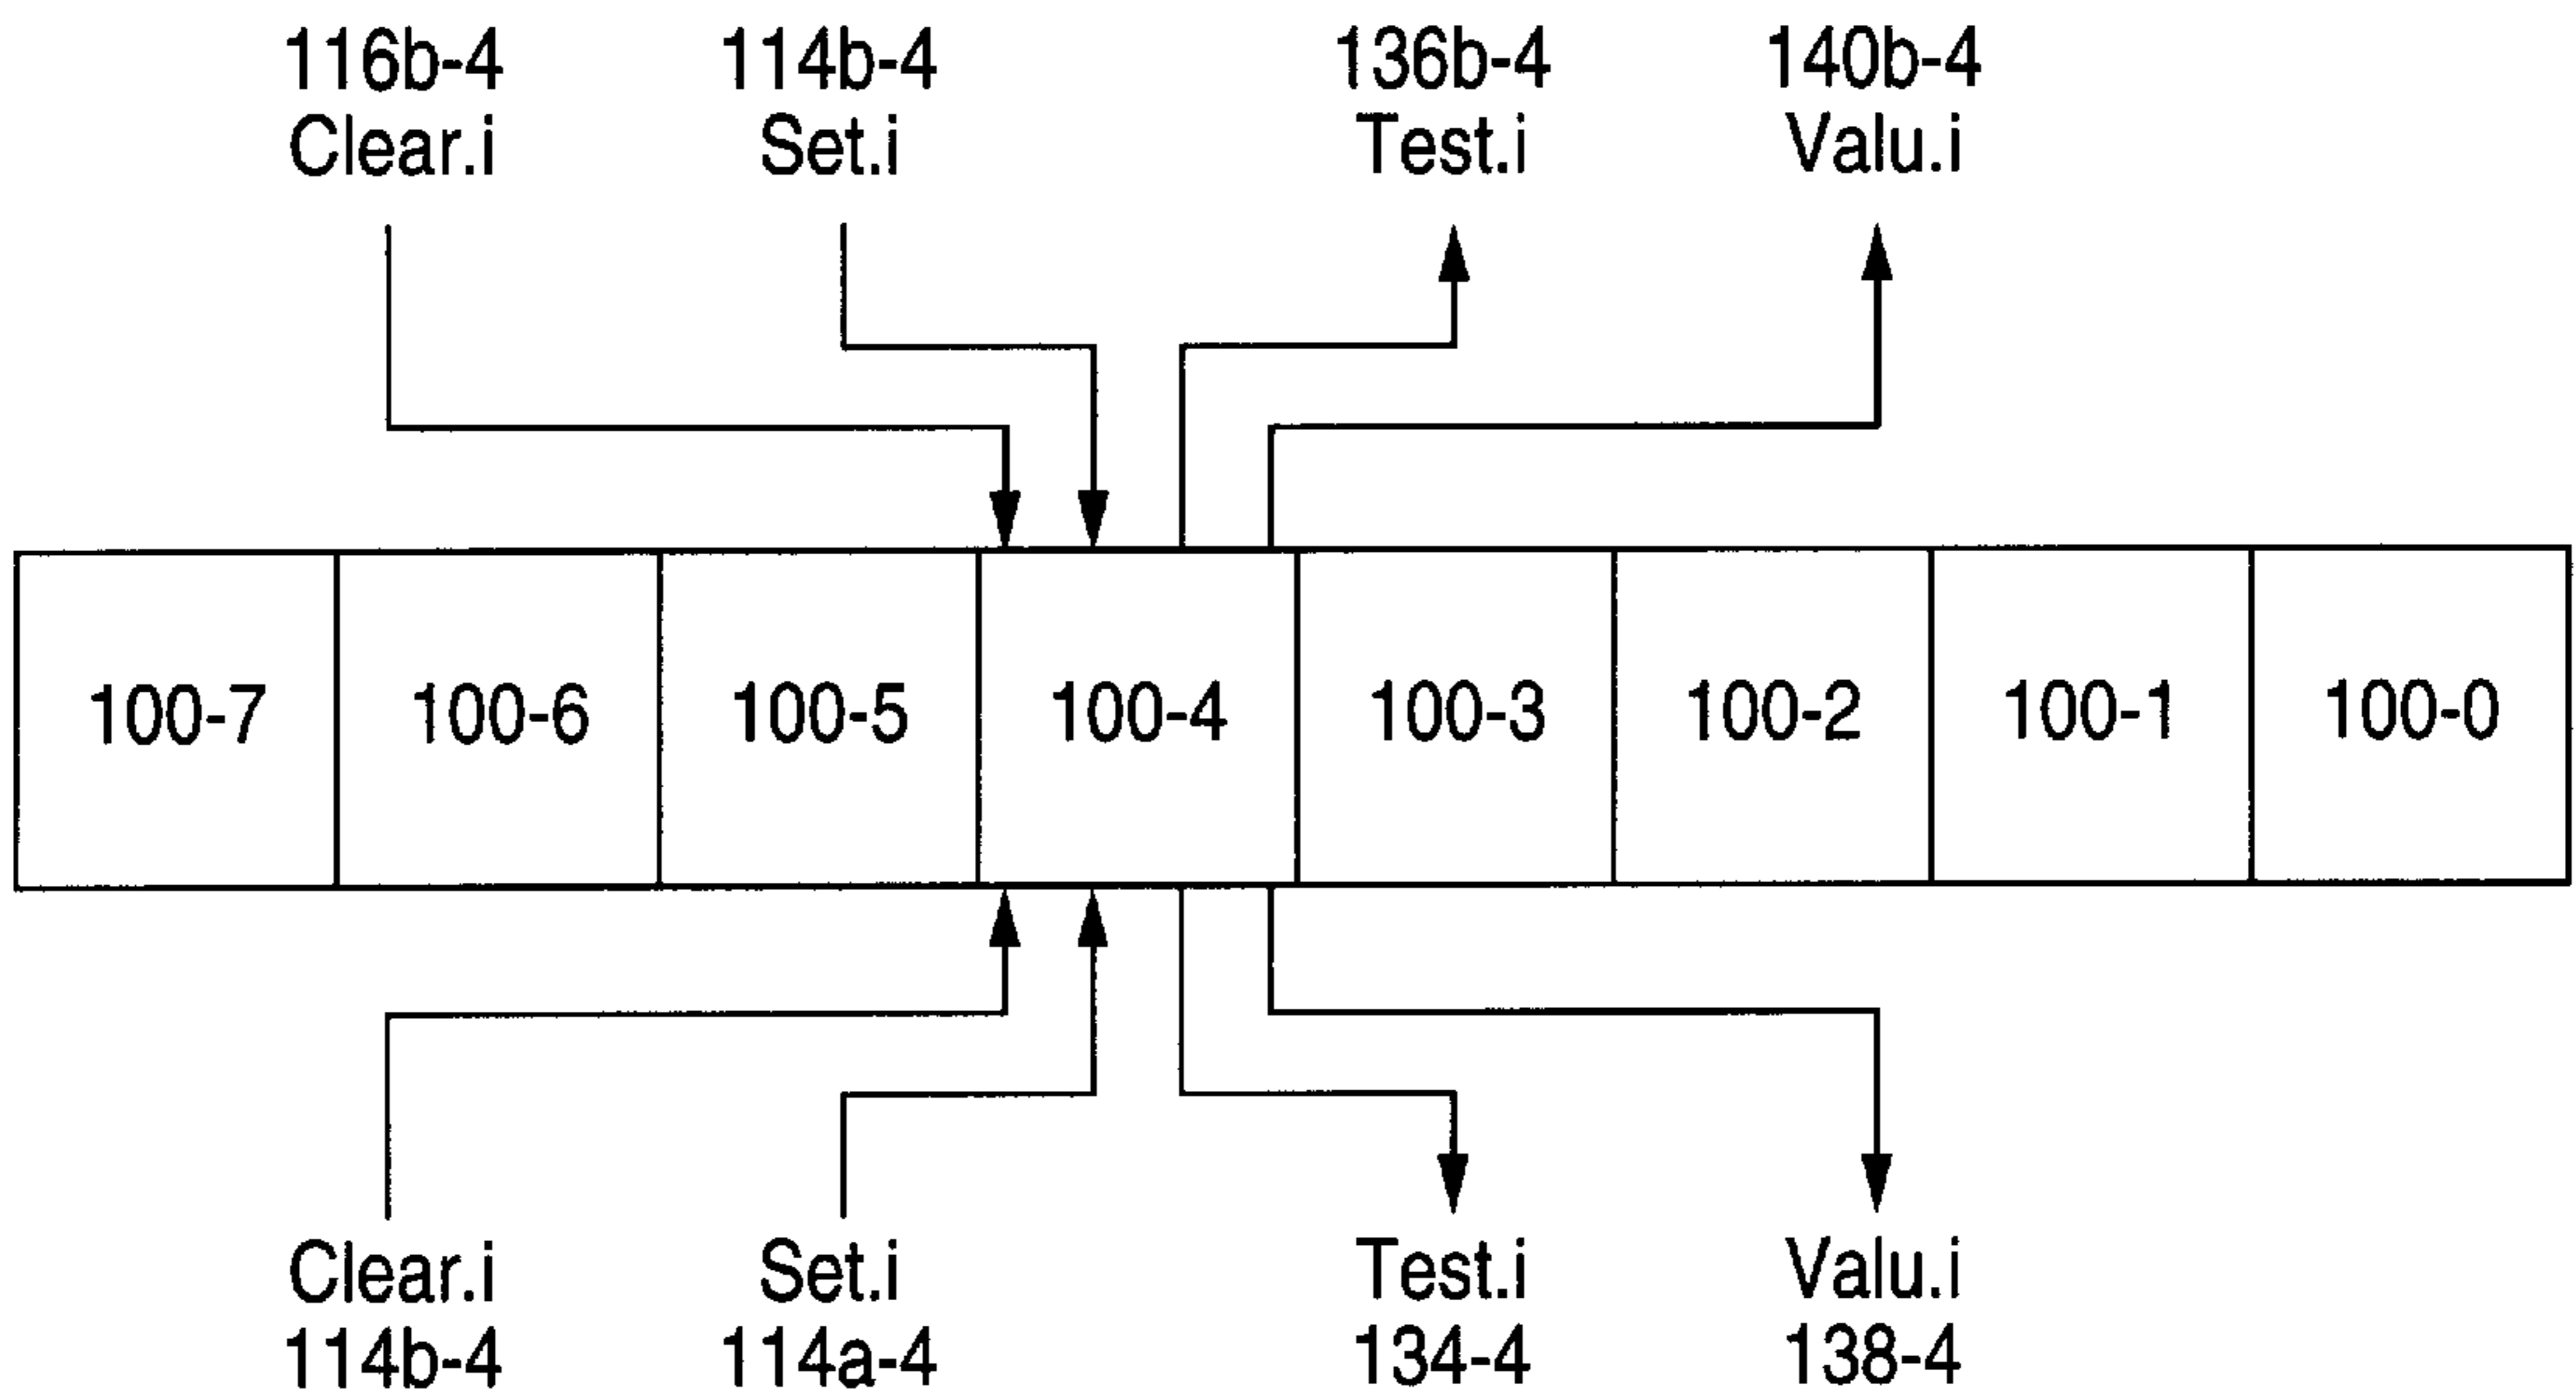 116b-4 114b-4 136b-4 140b-4
Clear.i Set.i Test.i Valu.i
100-7 100-6 100-5 100-4 100-3 100-2 100-1 100-0
Clear.i Set.i Test.i Valu.i
114b-4 114a-4 134-4 138-4